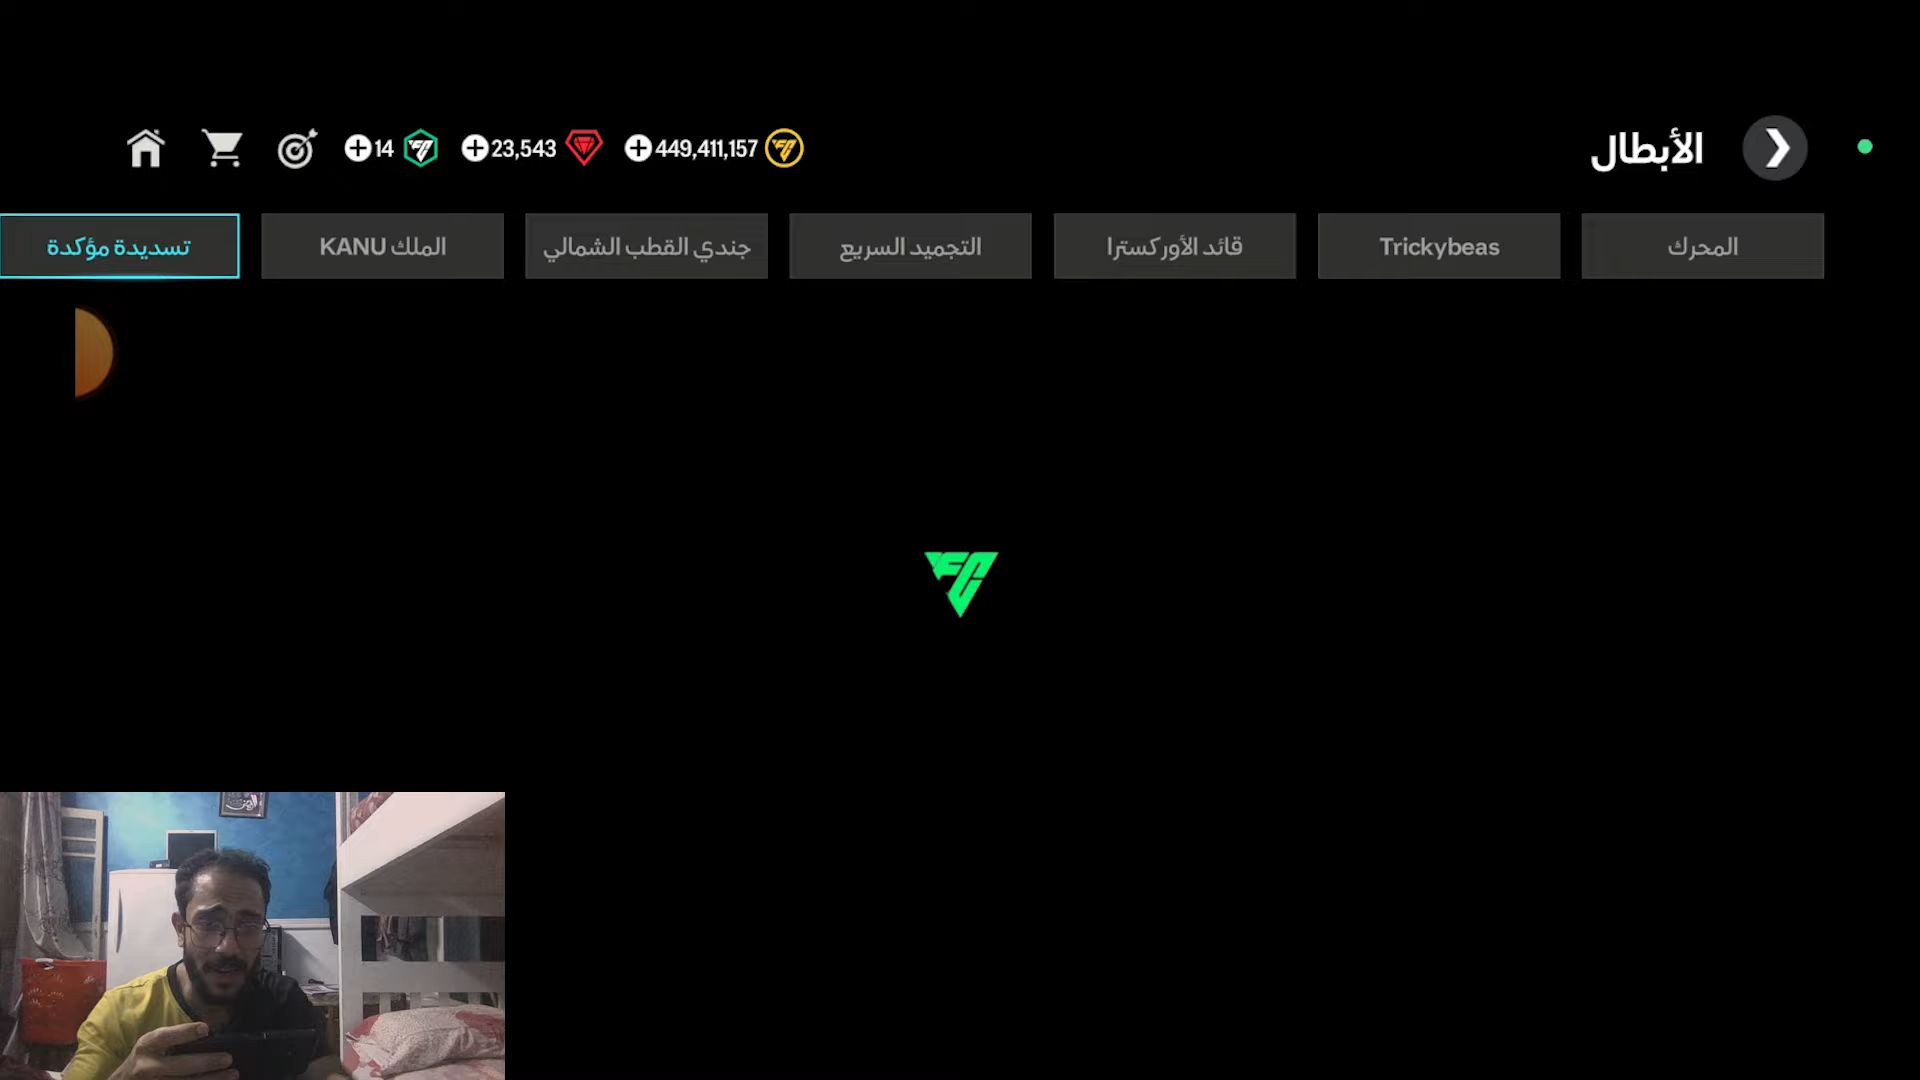 14 23,543 449,411,157 الأبطال
المحرك Trickybeas قائد الأوركسترا التجميد السريع جندي القطب الشمالي الملك KANU تسديدة مؤكدة